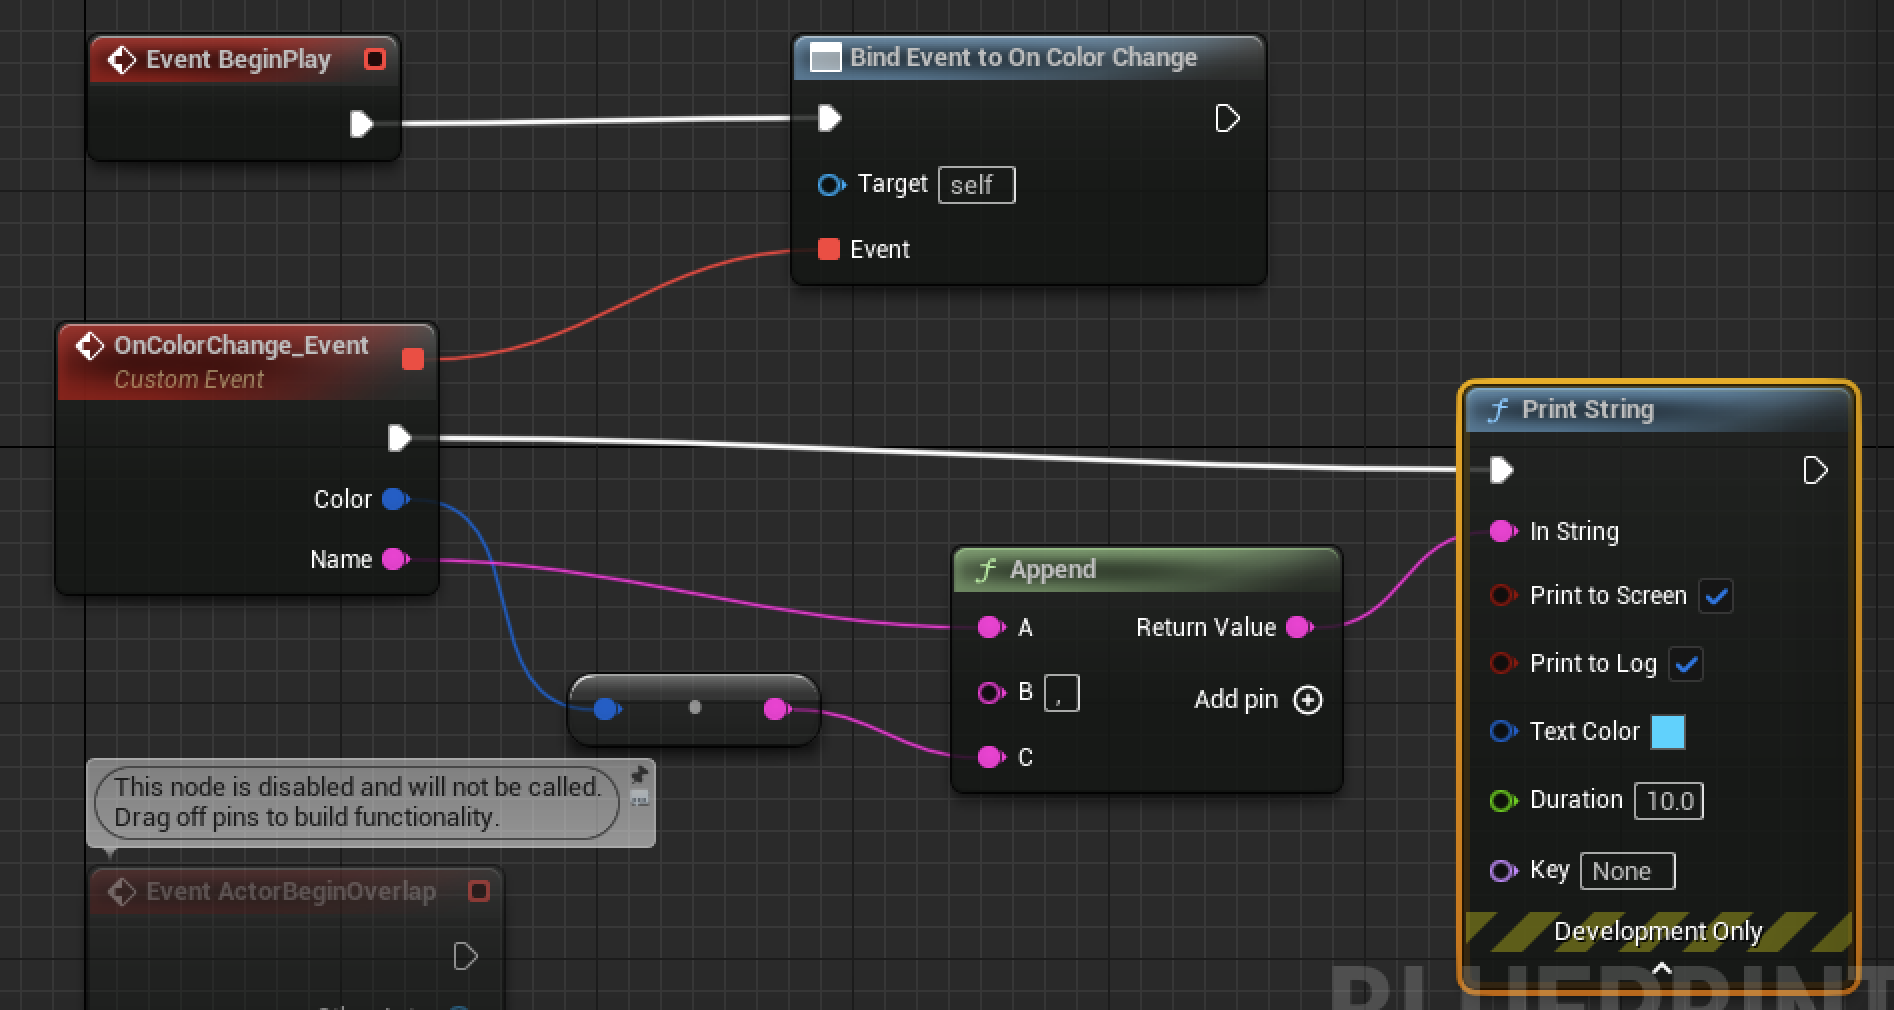 Event BeginPlay
Bind Event to On Color Change
Target self
Event
OnColorChange_Event
Custom Event
Color
Name
Append
A
Return Value
B ,
Add pin
C
Print String
In String
Print to Screen
Print to Log
Text Color
Duration 10.0
Key None
Development Only
This node is disabled and will not be called.
Drag off pins to build functionality.
Event ActorBeginOverlap
BLUEPRINT